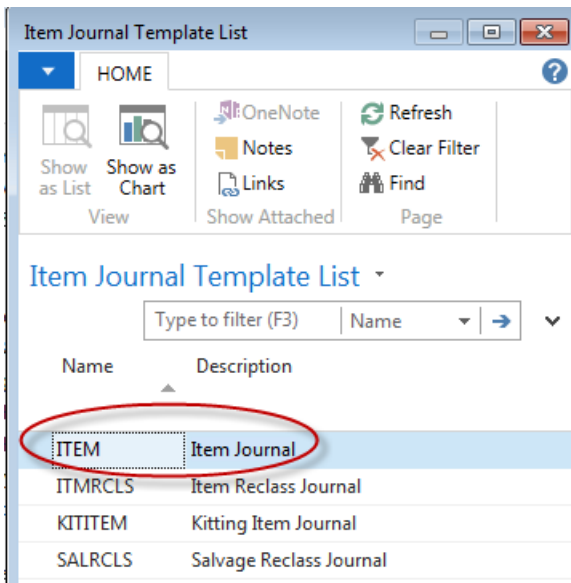 Item Journal Template List
HOME
OneNote
Refresh
Notes
Clear Filter
Show as List
Show as Chart
Links
Find
View
Show Attached
Page
Item Journal Template List
Type to filter (F3)
Name
Name
Description
ITEM Item Journal
ITMRCLS Item Reclass Journal
KITITEM Kitting Item Journal
SALRCLS Salvage Reclass Journal